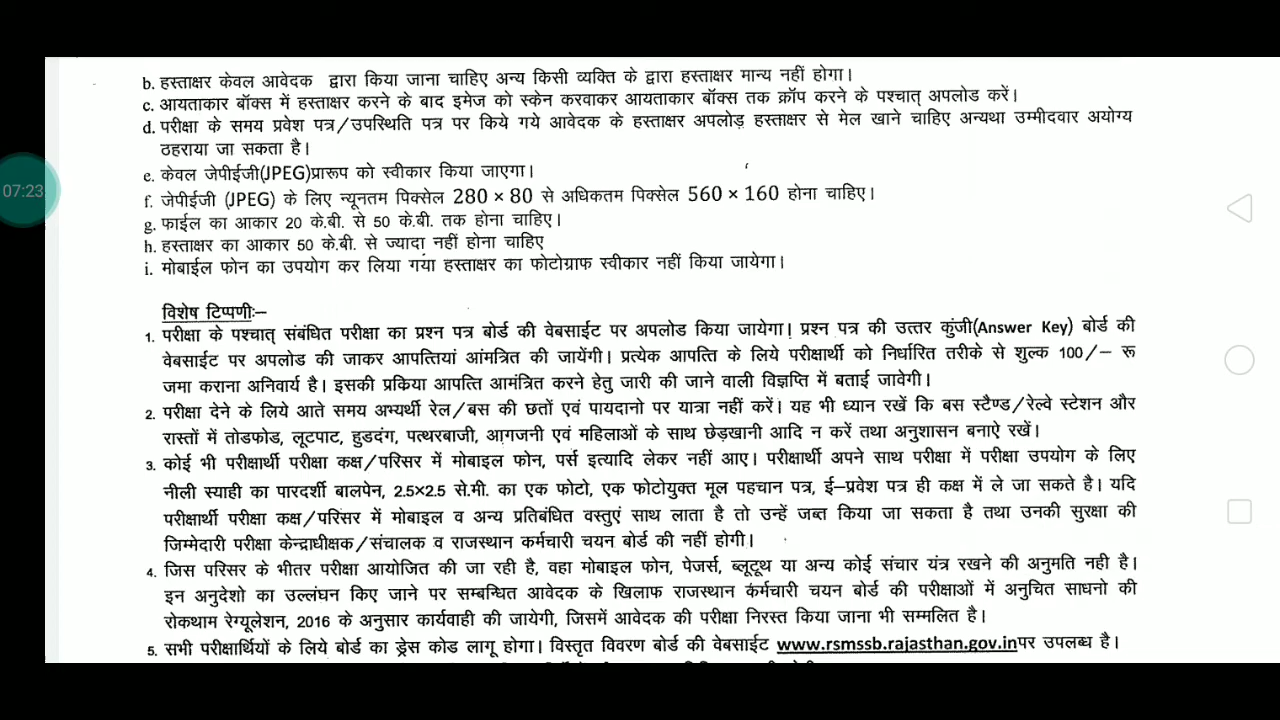 b. हस्ताक्षर केवल आवेदक द्वारा किया जाना चाहिए अन्य किसी व्यक्ति के द्वारा हस्ताक्षर मान्य नहीं होगा।
c. आयताकार बॉक्स में हस्ताक्षर करने के बाद इमेज को स्केन करवाकर आयताकार बॉक्स तक क्रॉप करने के पश्चात् अपलोड करें।
d. परीक्षा के समय प्रवेश पत्र/उपस्थिति पत्र पर किये गये आवेदक के हस्ताक्षर अपलोड़ हस्ताक्षर से मेल खाने चाहिए अन्यथा उम्मीदवार अयोग्य
ठहराया जा सकता है।
07:23
e. केवल जेपीईजी(JPEG)प्रारूप को स्वीकार किया जाएगा।
f. जेपीईजी (JPEG) के लिए न्यूनतम पिक्सेल 280 × 80 से अधिकतम पिक्सेल 560 × 160 होना चाहिए।
g. फाईल का आकार 20 के.बी. से 50 के.बी. तक होना चाहिए।
h. हस्ताक्षर का आकार 50 के.बी. से ज्यादा नहीं होना चाहिए
i. मोबाईल फोन का उपयोग कर लिया गया हस्ताक्षर का फोटोग्राफ स्वीकार नहीं किया जायेगा।
विशेष टिप्पणी:–
1. परीक्षा के पश्चात् संबंधित परीक्षा का प्रश्न पत्र बोर्ड की वेबसाईट पर अपलोड किया जायेगा। प्रश्न पत्र की उत्तर कुंजी(Answer Key) बोर्ड की
वेबसाईट पर अपलोड की जाकर आपत्तियां आंमत्रित की जायेंगी। प्रत्येक आपत्ति के लिये परीक्षार्थी को निर्धारित तरीके से शुल्क 100/– रू
जमा कराना अनिवार्य है। इसकी प्रकिया आपत्ति आमंत्रित करने हेतु जारी की जाने वाली विज्ञप्ति में बताई जावेगी।
2. परीक्षा देने के लिये आते समय अभ्यर्थी रेल/बस की छतों एवं पायदानो पर यात्रा नहीं करें। यह भी ध्यान रखें कि बस स्टैण्ड/रेल्वे स्टेशन और
रास्तों में तोडफोड, लूटपाट, हुडदंग, पत्थरबाजी, आगजनी एवं महिलाओं के साथ छेड़खानी आदि न करें तथा अनुशासन बनाऐ रखें।
3. कोई भी परीक्षार्थी परीक्षा कक्ष/परिसर में मोबाइल फोन, पर्स इत्यादि लेकर नहीं आए। परीक्षार्थी अपने साथ परीक्षा में परीक्षा उपयोग के लिए
नीली स्याही का पारदर्शी बालपेन, 2.5×2.5 से.मी. का एक फोटो, एक फोटोयुक्त मूल पहचान पत्र, ई–प्रवेश पत्र ही कक्ष में ले जा सकते है। यदि
परीक्षार्थी परीक्षा कक्ष/परिसर में मोबाइल व अन्य प्रतिबंधित वस्तुएं साथ लाता है तो उन्हें जब्त किया जा सकता है तथा उनकी सुरक्षा की
जिम्मेदारी परीक्षा केन्द्राधीक्षक/संचालक व राजस्थान कर्मचारी चयन बोर्ड की नहीं होगी।
4. जिस परिसर के भीतर परीक्षा आयोजित की जा रही है, वहा मोबाइल फोन, पेजर्स, ब्लूटूथ या अन्य कोई संचार यंत्र रखने की अनुमति नही है।
इन अनुदेशो का उल्लंघन किए जाने पर सम्बन्धित आवेदक के खिलाफ राजस्थान कर्मचारी चयन बोर्ड की परीक्षाओं में अनुचित साधनो की
रोकथाम रेग्यूलेशन, 2016 के अनुसार कार्यवाही की जायेगी, जिसमें आवेदक की परीक्षा निरस्त किया जाना भी सम्मलित है।
5. सभी परीक्षार्थियों के लिये बोर्ड का ड्रेस कोड लागू होगा। विस्तृत विवरण बोर्ड की वेबसाईट www.rsmssb.rajasthan.gov.inपर उपलब्ध है।